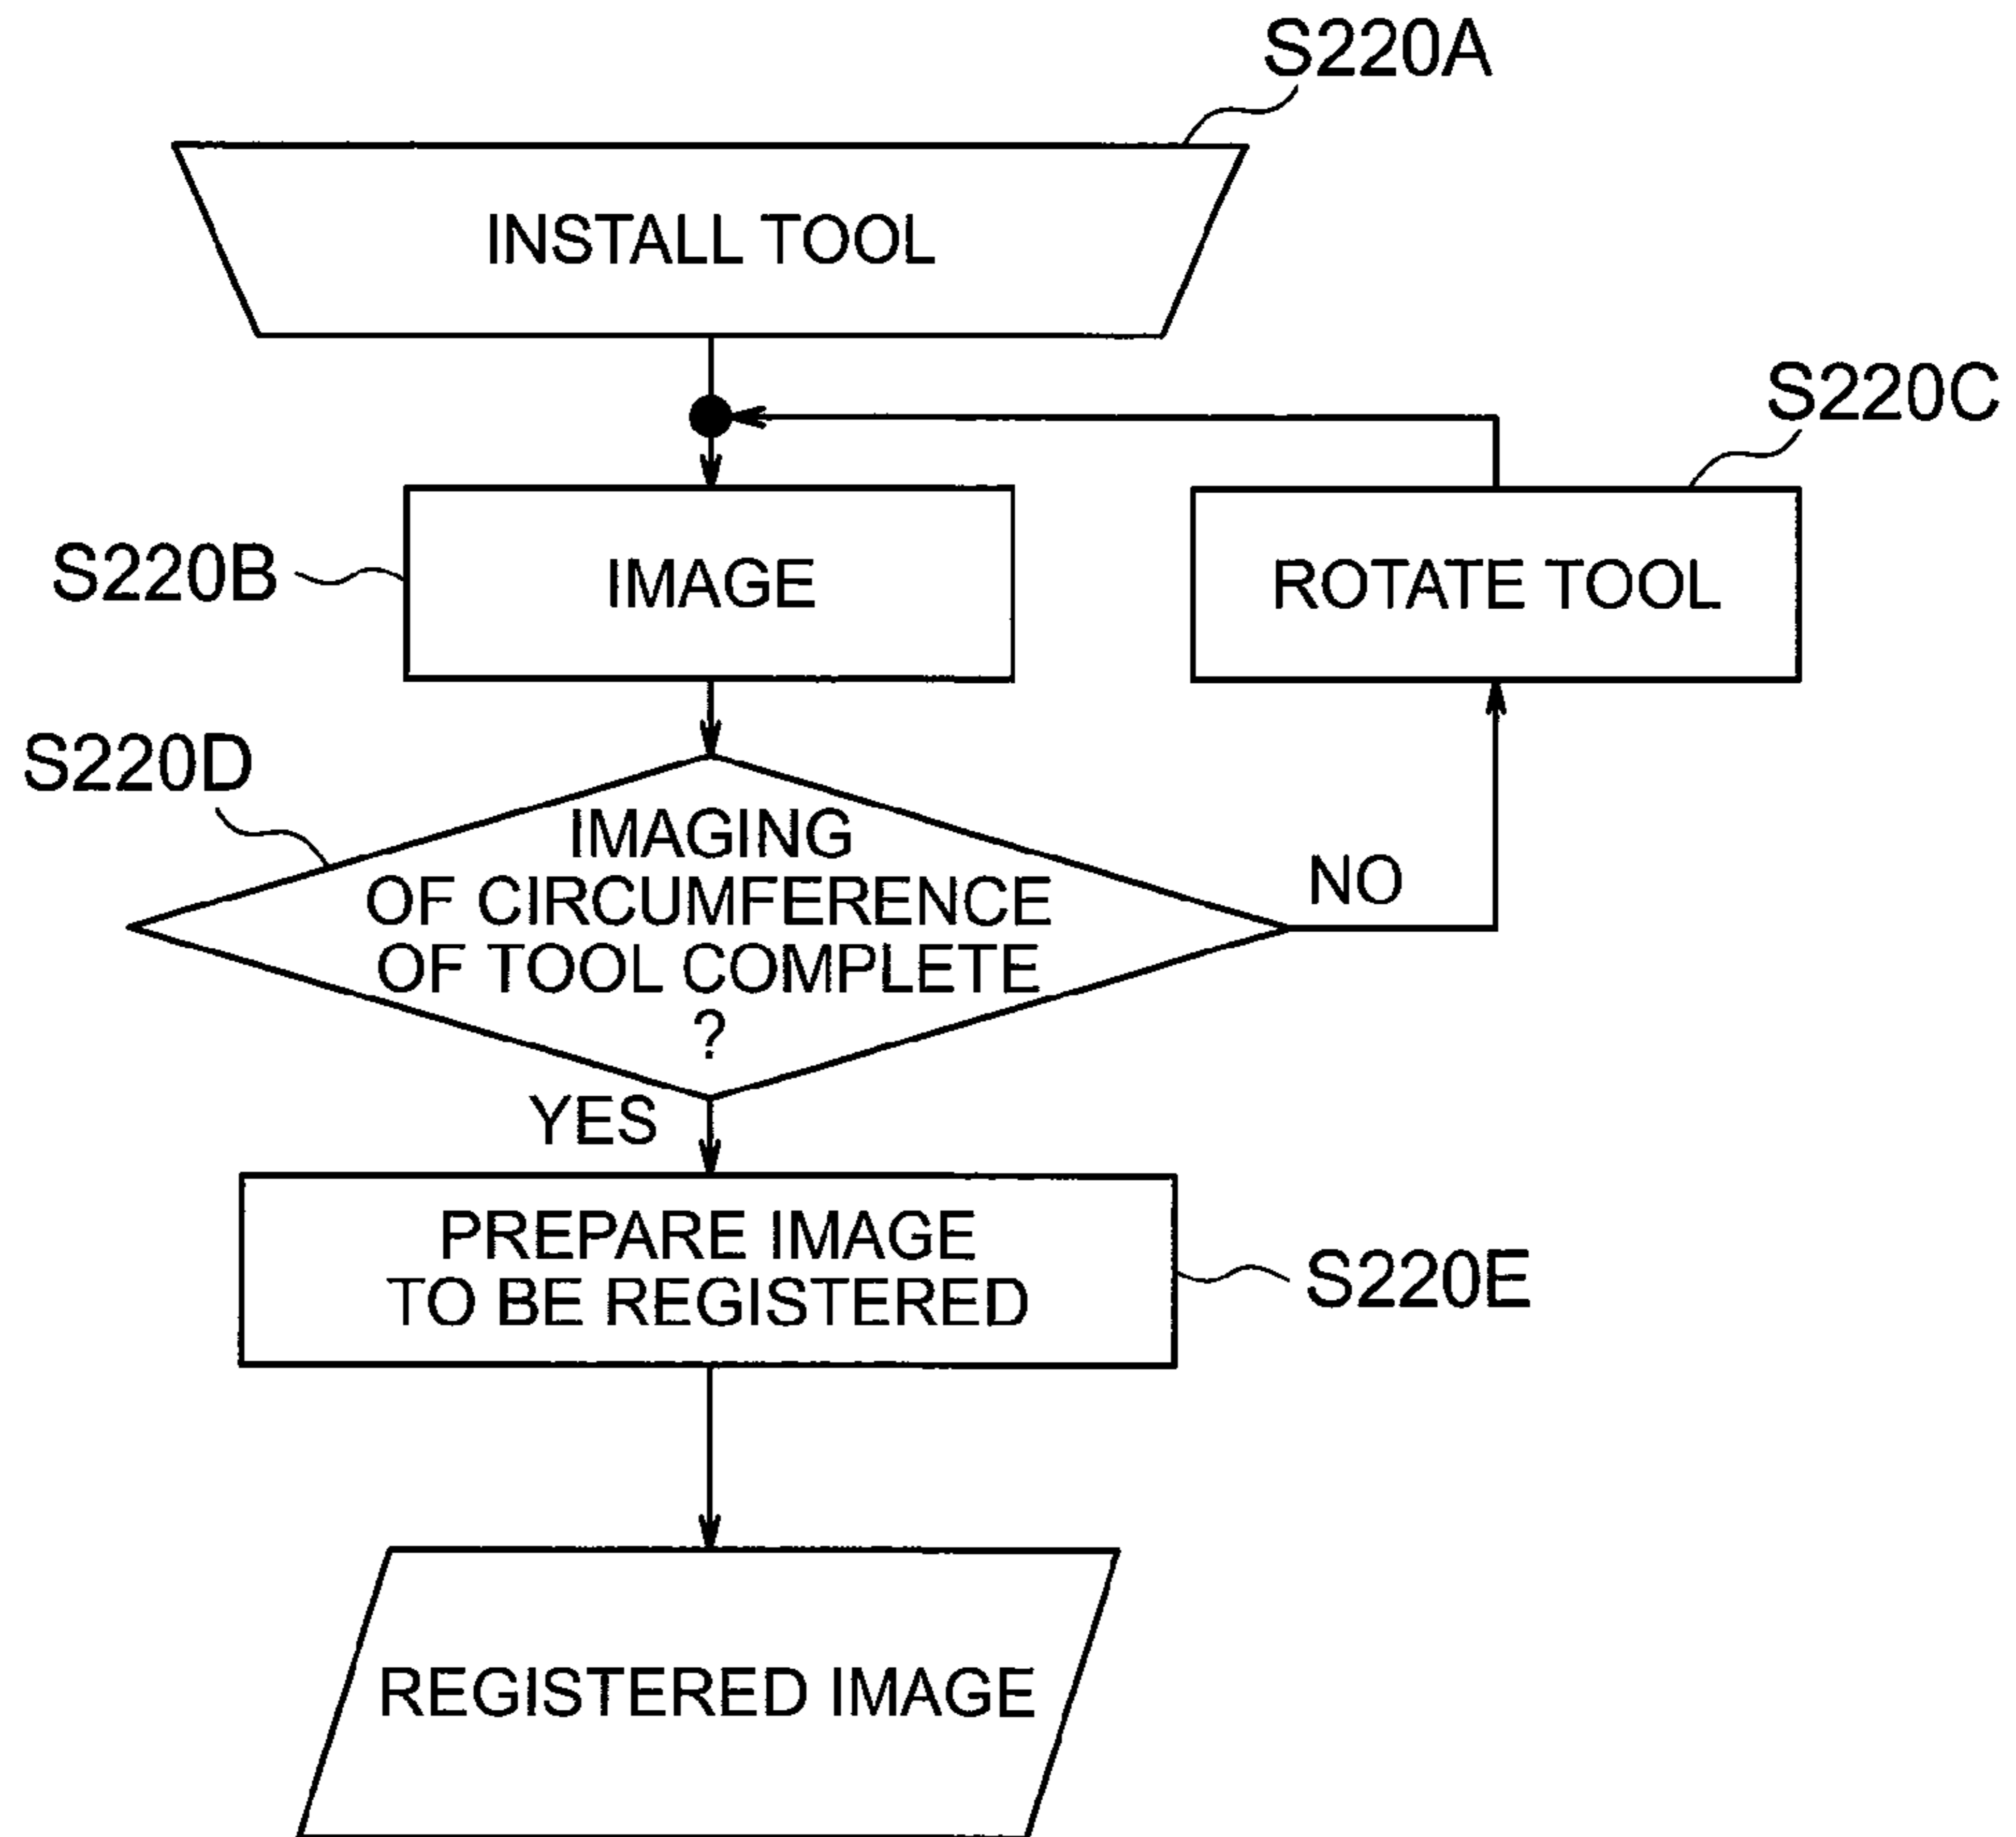 S220A
INSTALL TOOL
S220C
S220B
IMAGE
ROTATE TOOL
S220D
IMAGING
OF CIRCUMFERENCE
OF TOOL COMPLETE
?
NO
YES
PREPARE IMAGE
TO BE REGISTERED
S220E
REGISTERED IMAGE